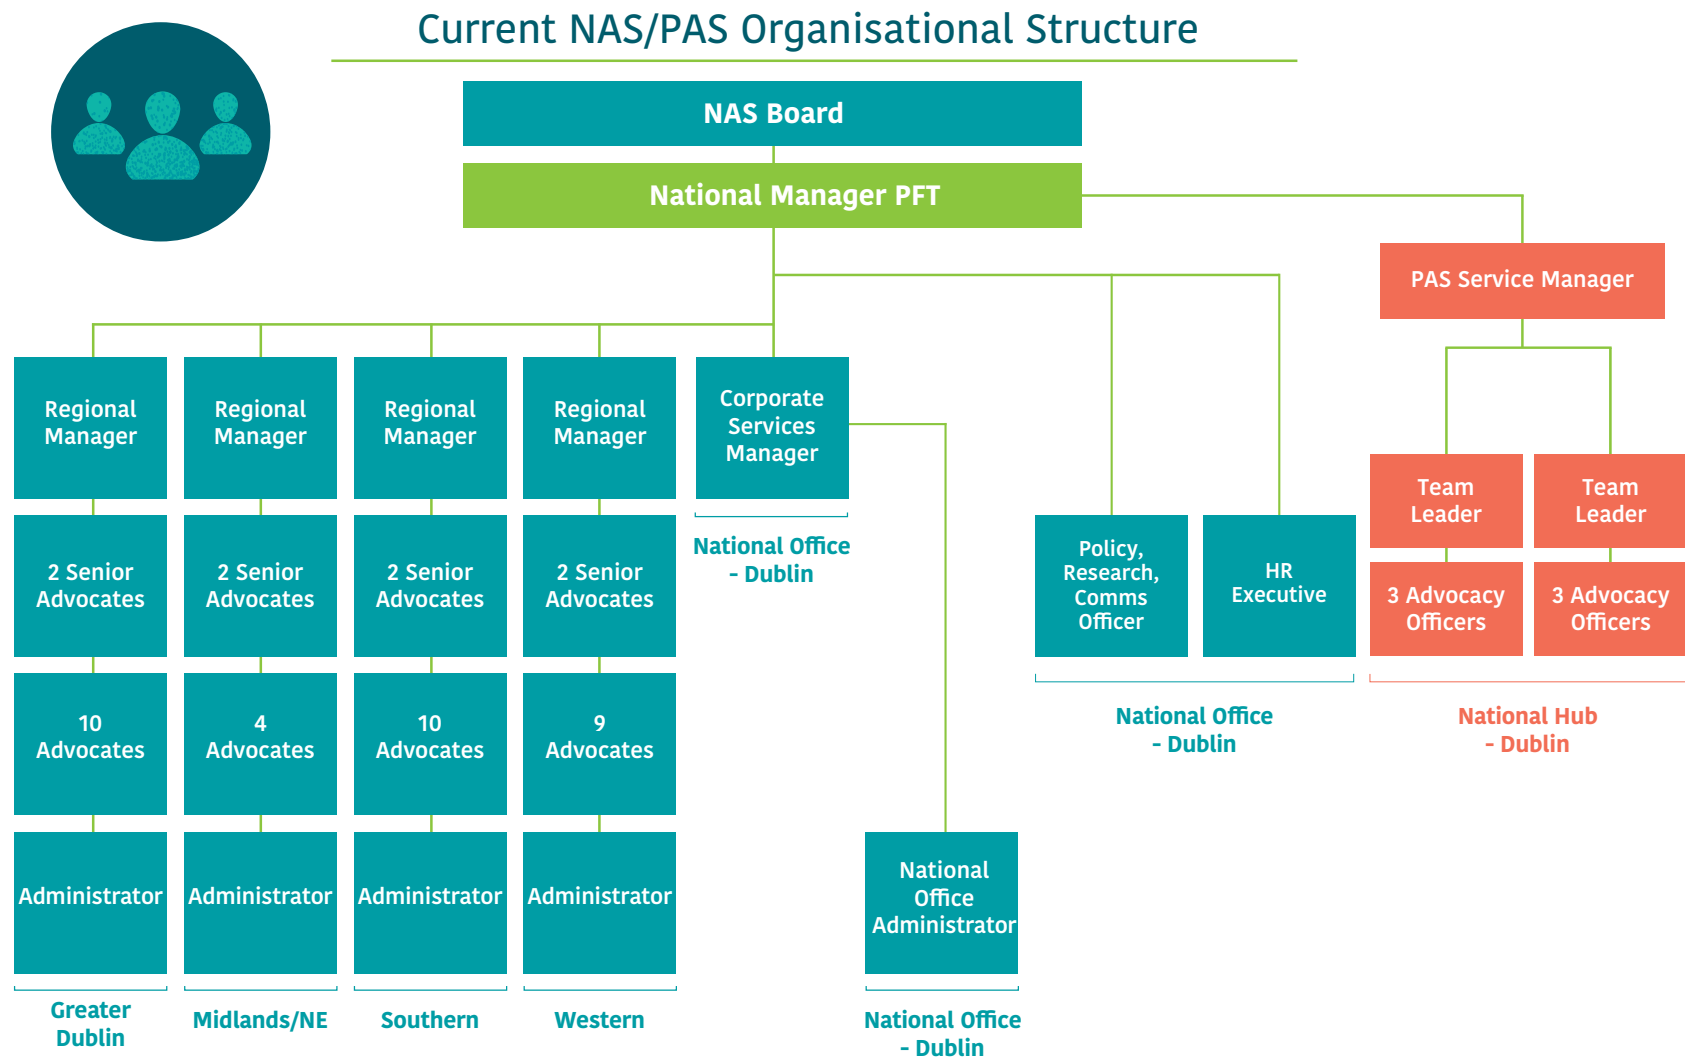 Current NAS/PAS Organisational Structure
NAS Board
National Manager PFT
PAS Service Manager
Regional
Manager
Regional
Manager
Regional
Manager
Regional
Manager
Corporate
Services
Manager
National Office
- Dublin
Team
Leader
Team
Leader
2 Senior
Advocates
2 Senior
Advocates
2 Senior
Advocates
2 Senior
Advocates
Policy,
Research,
Comms
Officer
HR
Executive
3 Advocacy
Officers
3 Advocacy
Officers
10
Advocates
4
Advocates
10
Advocates
9
Advocates
National Office
- Dublin
National Hub
- Dublin
Administrator
Administrator
Administrator
Administrator
National
Office
Administrator
Greater
Dublin
Midlands/NE
Southern
Western
National Office
- Dublin